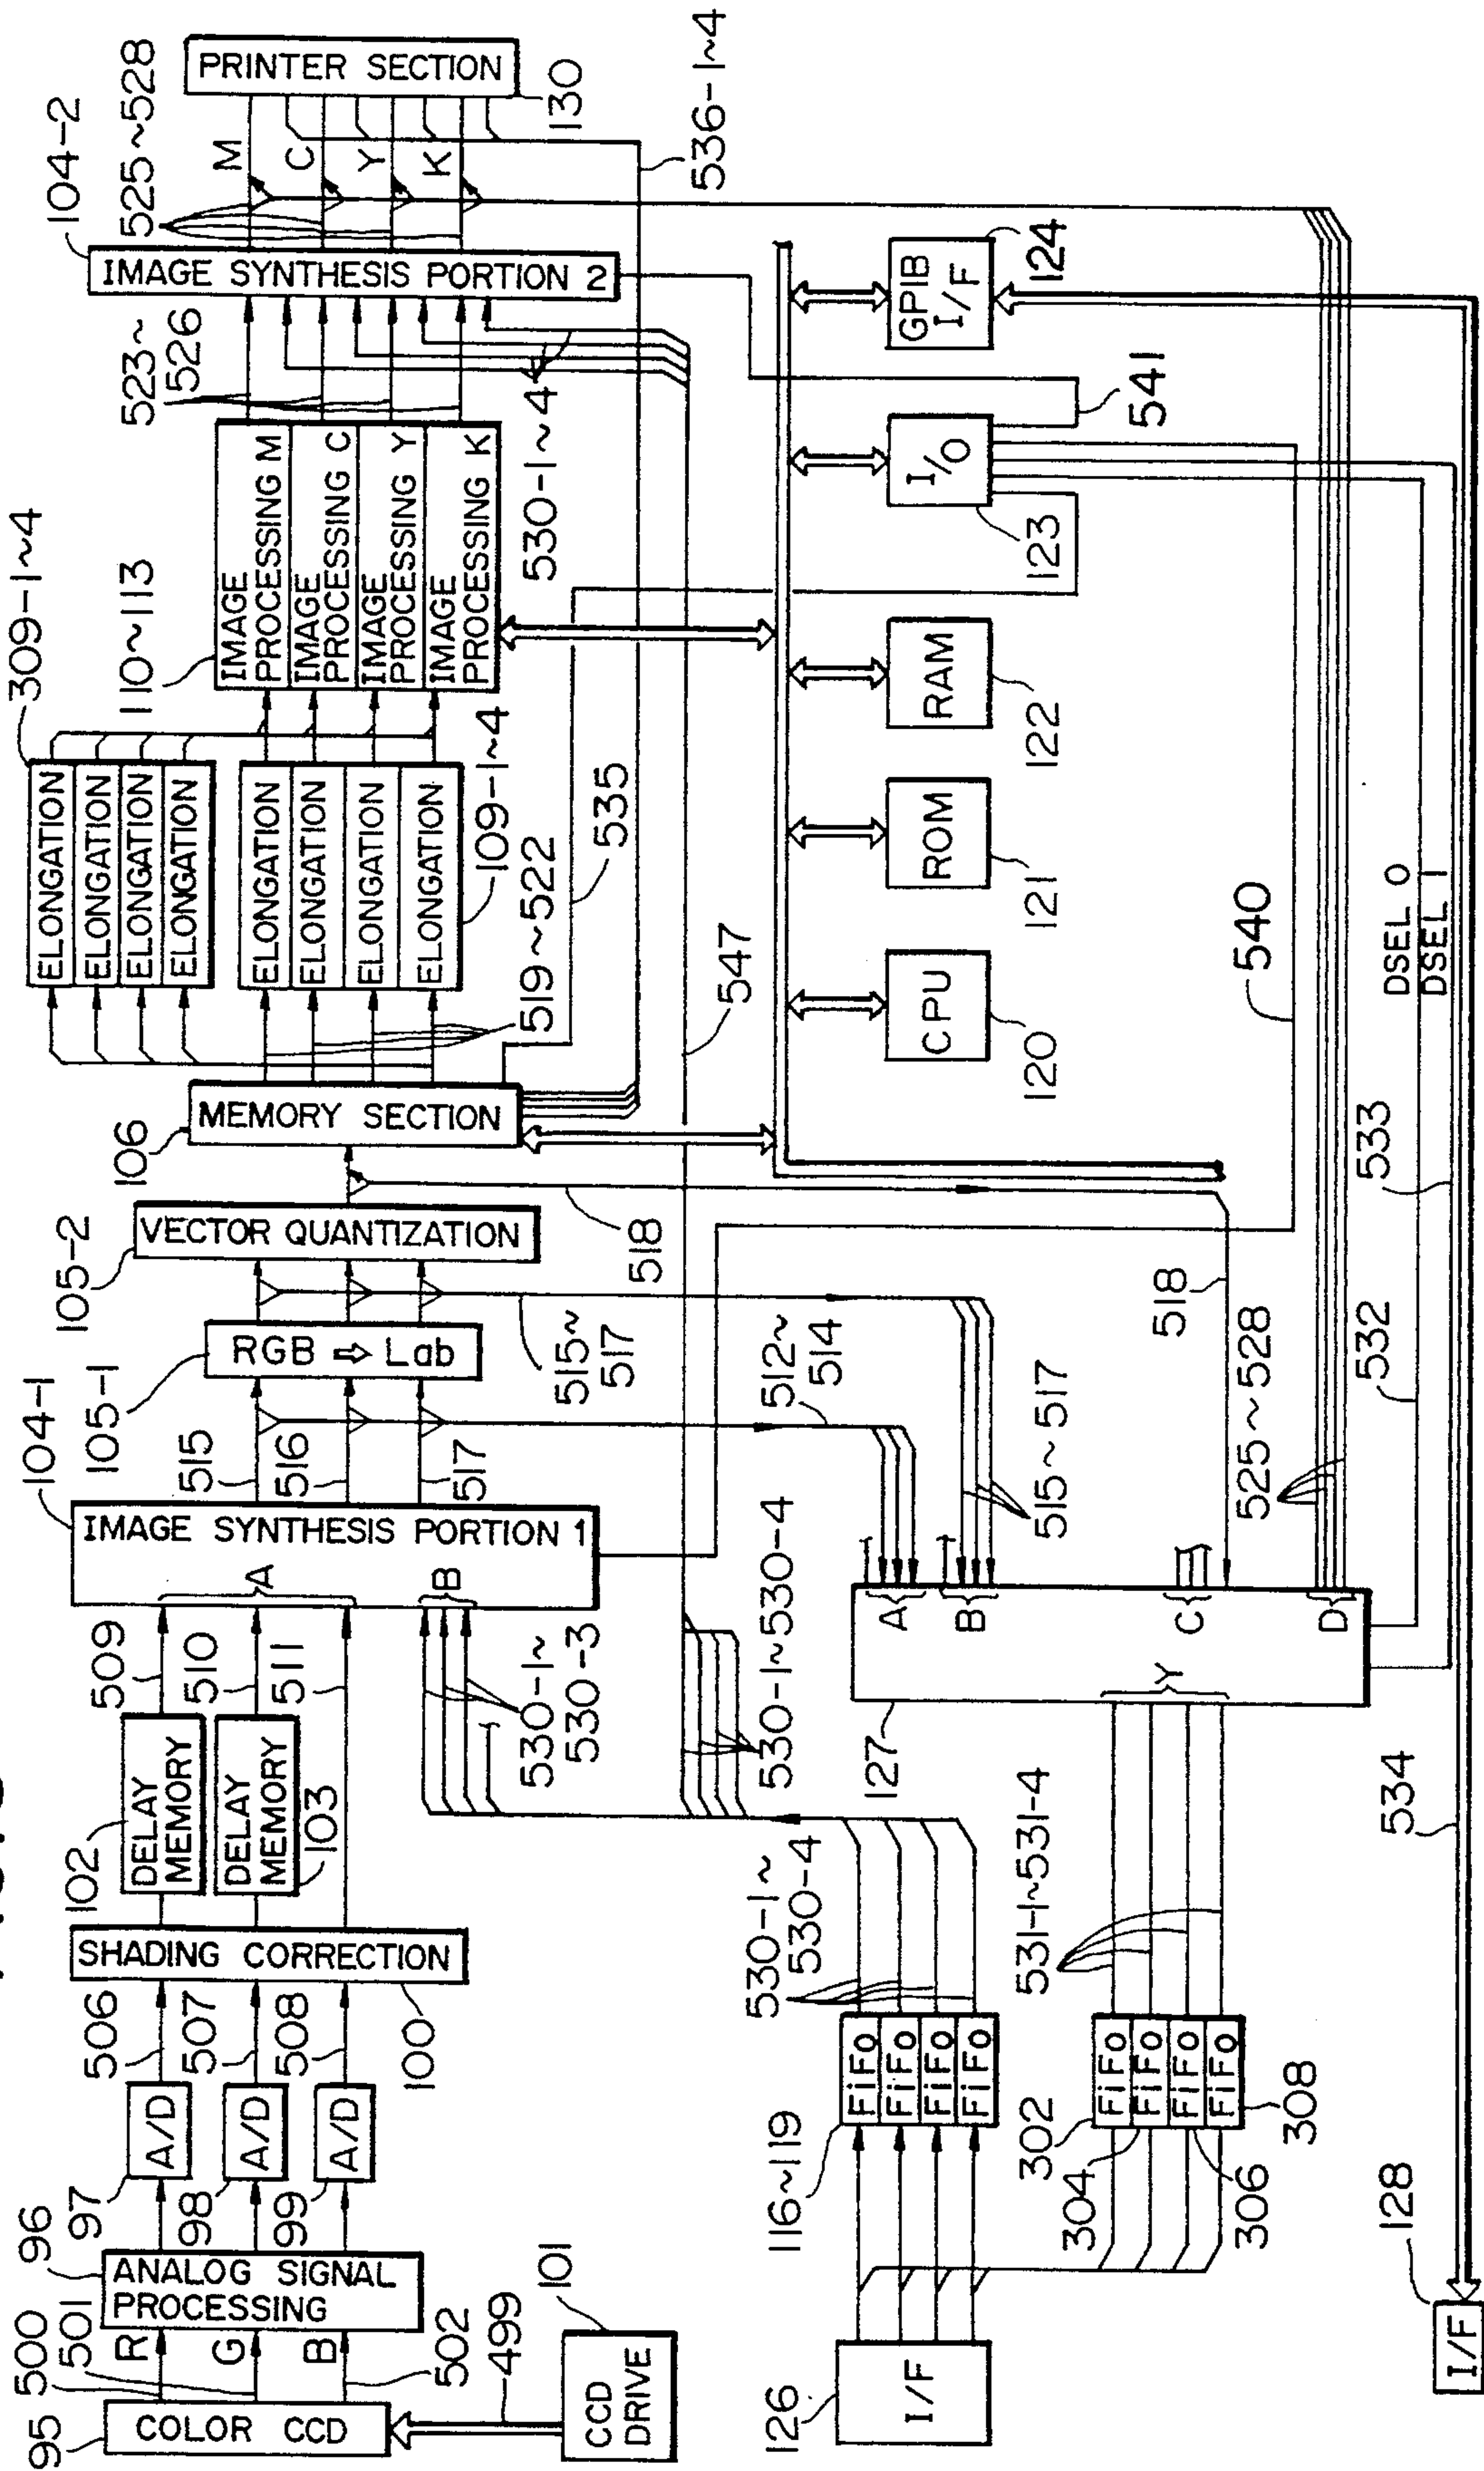 95
COLOR CCD
500
501
502
R
G
B
499
101
CCD
DRIVE
96
ANALOG SIGNAL
PROCESSING
97
A/D
98
A/D
99
A/D
506
507
508
SHADING CORRECTION
100
102
DELAY
MEMORY
DELAY
MEMORY
103
509
510
511
104-1
IMAGE SYNTHESIS PORTION 1
A
B
530-1~
530-3
515
516
517
105-1
RGB ⇨ Lab
512~
514
515~
517
105-2
VECTOR QUANTIZATION
518
106
MEMORY SECTION
519~522
309-1~4
ELONGATION
ELONGATION
ELONGATION
ELONGATION
ELONGATION
ELONGATION
ELONGATION
ELONGATION
109-1~4
535
547
110~113
IMAGE
PROCESSING M
IMAGE
PROCESSING C
IMAGE
PROCESSING Y
IMAGE
PROCESSING K
523~
526
530-1~4
104-2
IMAGE SYNTHESIS PORTION 2
525~528
M
C
Y
K
PRINTER SECTION
130
536-1~4
126
I/F
116~119
FiFo
FiFo
FiFo
FiFo
530-1~
530-4
530-1~530-4
302
304
FiFo
FiFo
FiFo
FiFo
306
308
531-1~531-4
127
Y
A
B
C
D
515~517
518
525~528
532
533
CPU
120
ROM
121
RAM
122
I/O
123
541
GPIB
I/F
124
540
DSEL 0
DSEL 1
534
128
I/F